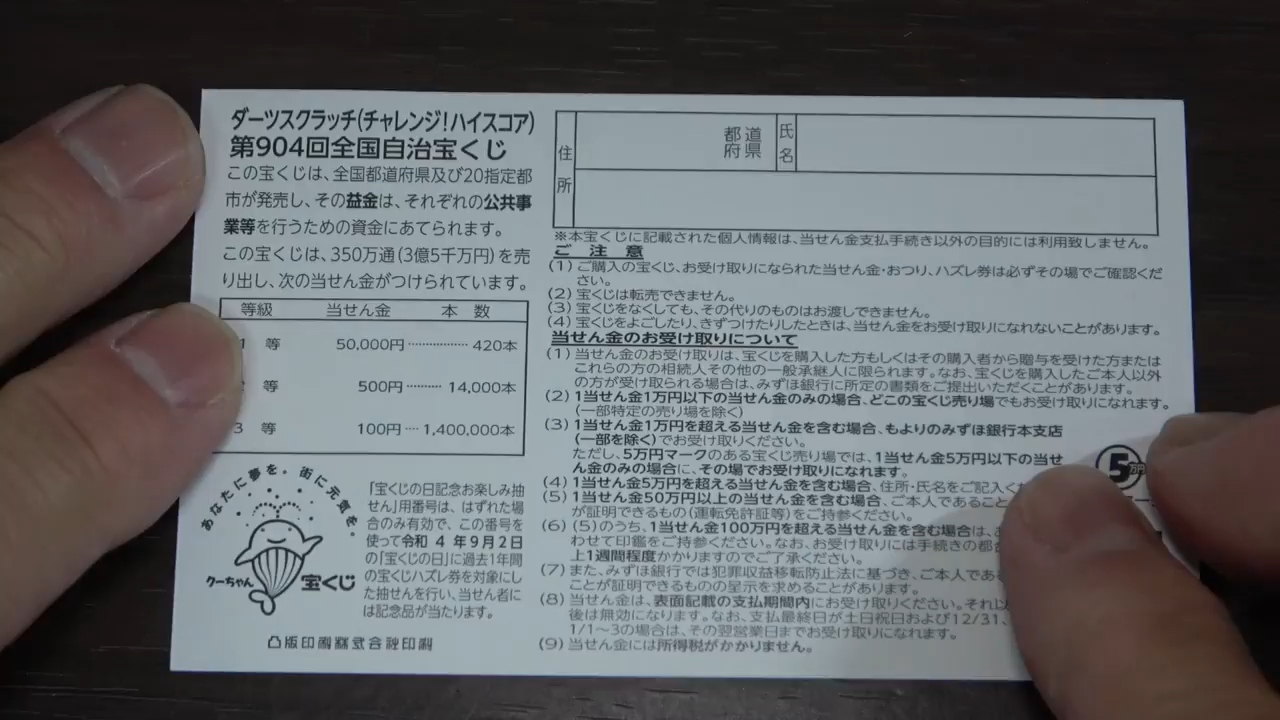 ダーツスクラッチ(チャレンジ!ハイスコア)
第904回全国自治宝くじ
この宝くじは、全国都道府県及び20指定都
市が発売し、その益金は、それぞれの公共事
業等を行うための資金にあてられます。
この宝くじは、350万通(3億5千万円)を売
り出し、次の当せん金がつけられています。
等級 当せん金 本 数
1 等 50,000円 ················ 420本
等 500円 ·········· 14,000本
3 等 100円 ···· 1,400,000本
あなたに夢を。街に元気を。
クーちゃん 宝くじ
「宝くじの日記念お楽しみ抽
せん」用番号は、はずれた場
合のみ有効で、この番号を
使って令和 4 年9月2日
の「宝くじの日」に過去1年間
の宝くじハズレ券を対象にし
た抽せんを行い、当せん者に
は記念品が当たります。
凸版印刷株式会社印刷
住所
都道府県
氏名
※本宝くじに記載された個人情報は、当せん金支払手続き以外の目的には利用致しません。
ご 注 意
(1) ご購入の宝くじ、お受け取りになられた当せん金・おつり、ハズレ券は必ずその場でご確認くだ
さい。
(2) 宝くじは転売できません。
(3) 宝くじをなくしても、その代りのものはお渡しできません。
(4) 宝くじをよごしたり、きずつけたりしたときは、当せん金をお受け取りになれないことがあります。
当せん金のお受け取りについて
(1) 当せん金のお受け取りは、宝くじを購入した方もしくはその購入者から贈与を受けた方または
これらの方の相続人その他の一般承継人に限られます。なお、宝くじを購入したご本人以外
の方が受け取られる場合は、みずほ銀行に所定の書類をご提出いただくことがあります。
(2) 1当せん金1万円以下の当せん金のみの場合、どこの宝くじ売り場でもお受け取りになれます。
(一部特定の売り場を除く)
(3) 1当せん金1万円を超える当せん金を含む場合、もよりのみずほ銀行本支店
(一部を除く)でお受け取りください。
ただし、5万円マークのある宝くじ売り場では、1当せん金5万円以下の当せ
ん金のみの場合に、その場でお受け取りになれます。
5万円
(4) 1当せん金5万円を超える当せん金を含む場合、住所・氏名をご記入く
(5) 1当せん金50万円以上の当せん金を含む場合、ご本人であること
が証明できるもの(運転免許証等)をご持参ください。
(6) (5)のうち、1当せん金100万円を超える当せん金を含む場合は、
わせて印鑑をご持参ください。なお、お受け取りには手続きの都合
上1週間程度かかりますのでご了承ください。
(7) また、みずほ銀行では犯罪収益移転防止法に基づき、ご本人である
ことが証明できるものの呈示を求めることがあります。
(8) 当せん金は、表面記載の支払期間内にお受け取りください。それ以
後は無効になります。なお、支払最終日が土日祝日および12/31、
1/1〜3の場合は、その翌営業日までお受け取りになれます。
(9) 当せん金には所得税がかかりません。